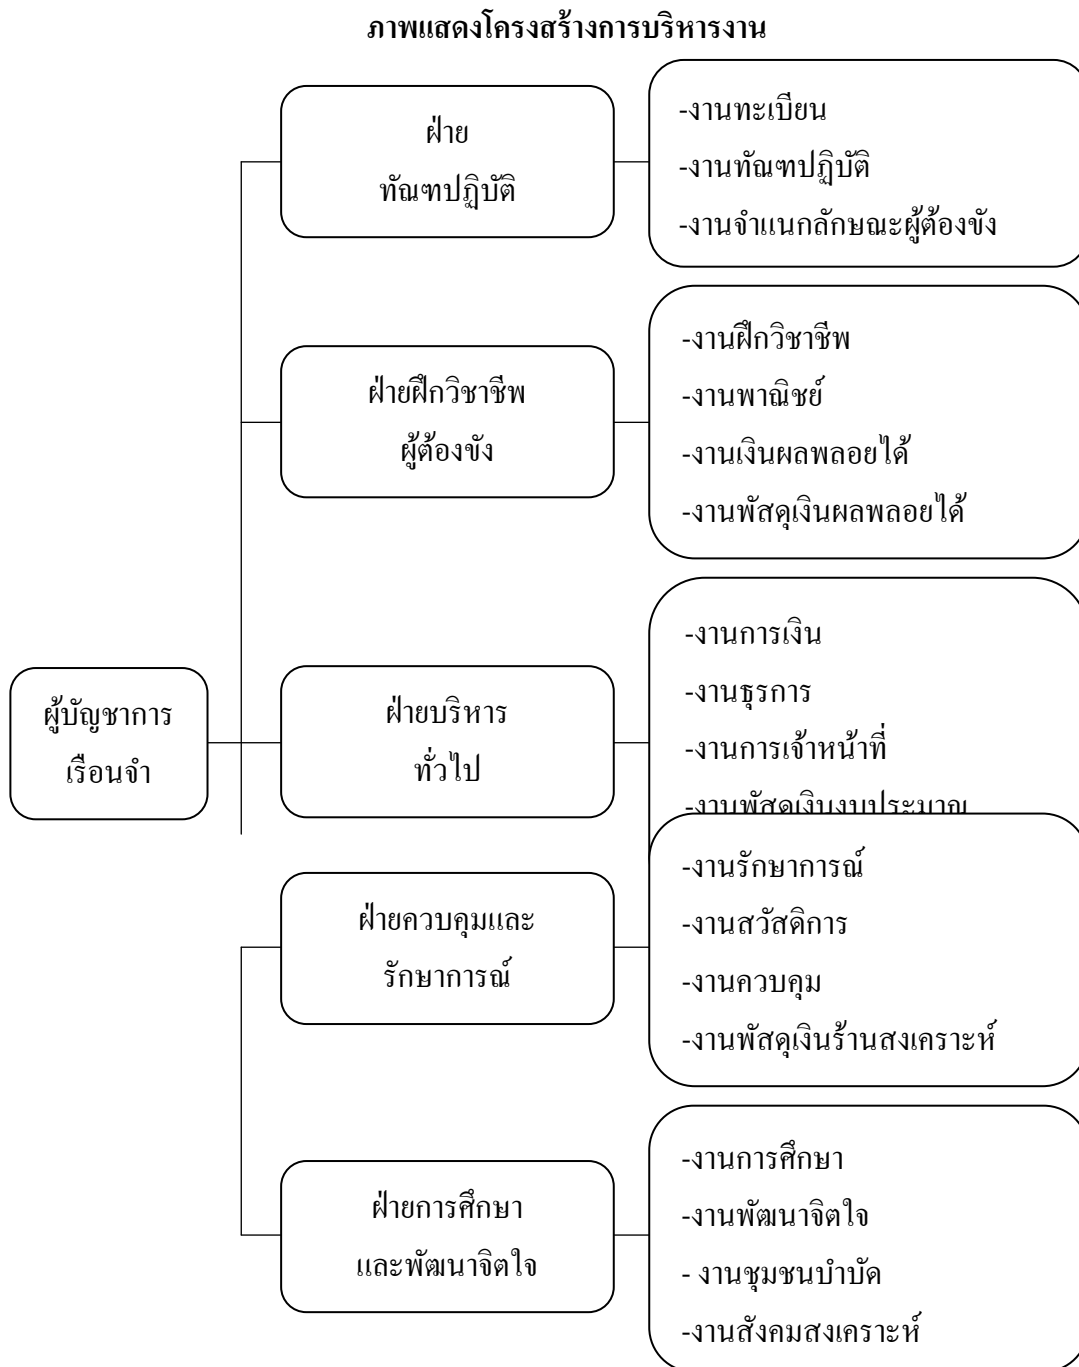 ภาพแสดงโครงสร้างการบริหารงาน
ฝ่าย
ทัณฑปฏิบัติ
-งานทะเบียน
-งานทัณฑปฏิบัติ
-งานจำแนกลักษณะผู้ต้องขัง
ฝ่ายฝึกวิชาชีพ
ผู้ต้องขัง
-งานฝึกวิชาชีพ
-งานพาณิชย์
-งานเงินผลพลอยได้
-งานพัสดุเงินผลพลอยได้
ผู้บัญชาการ
เรือนจำ
ฝ่ายบริหาร
ทั่วไป
-งานการเงิน
-งานธุรการ
-งานการเจ้าหน้าที่
-งานพัสดุเงินงบประมาณ
ฝ่ายควบคุมและ
รักษาการณ์
-งานรักษาการณ์
-งานสวัสดิการ
-งานควบคุม
-งานพัสดุเงินร้านสงเคราะห์
ฝ่ายการศึกษา
และพัฒนาจิตใจ
-งานการศึกษา
-งานพัฒนาจิตใจ
- งานชุมชนบำบัด
-งานสังคมสงเคราะห์